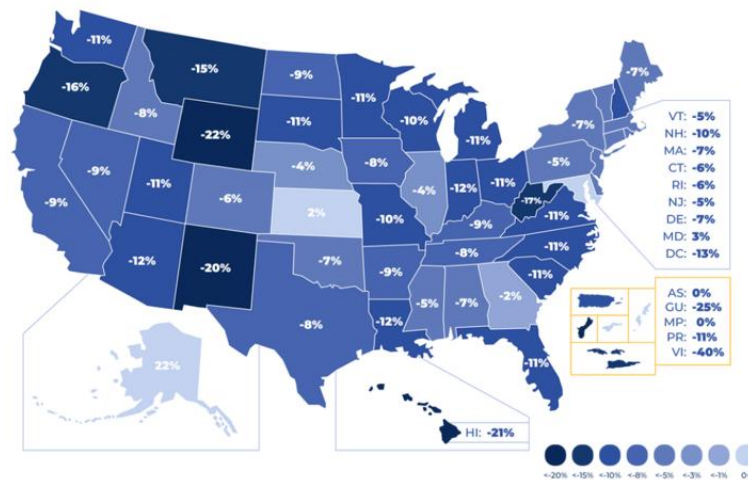 -11%
-16%
-15%
-8%
-22%
-9%
-11%
-11%
-10%
-11%
-7%
-7%
-5%
-9%
-9%
-11%
-6%
-4%
2%
-8%
-4%
-12%
-11%
-17%
-11%
-10%
-9%
-8%
-11%
-11%
-12%
-20%
-7%
-9%
-8%
-12%
-5%
-7%
-2%
-11%
22%
HI: -21%
VT: -5%
NH: -10%
MA: -7%
CT: -6%
RI: -6%
NJ: -5%
DE: -7%
MD: 3%
DC: -13%
AS: 0%
GU: -25%
MP: 0%
PR: -11%
VI: -40%
<-20% <-15% <-10% <-8% <-5% <-3% <-1%